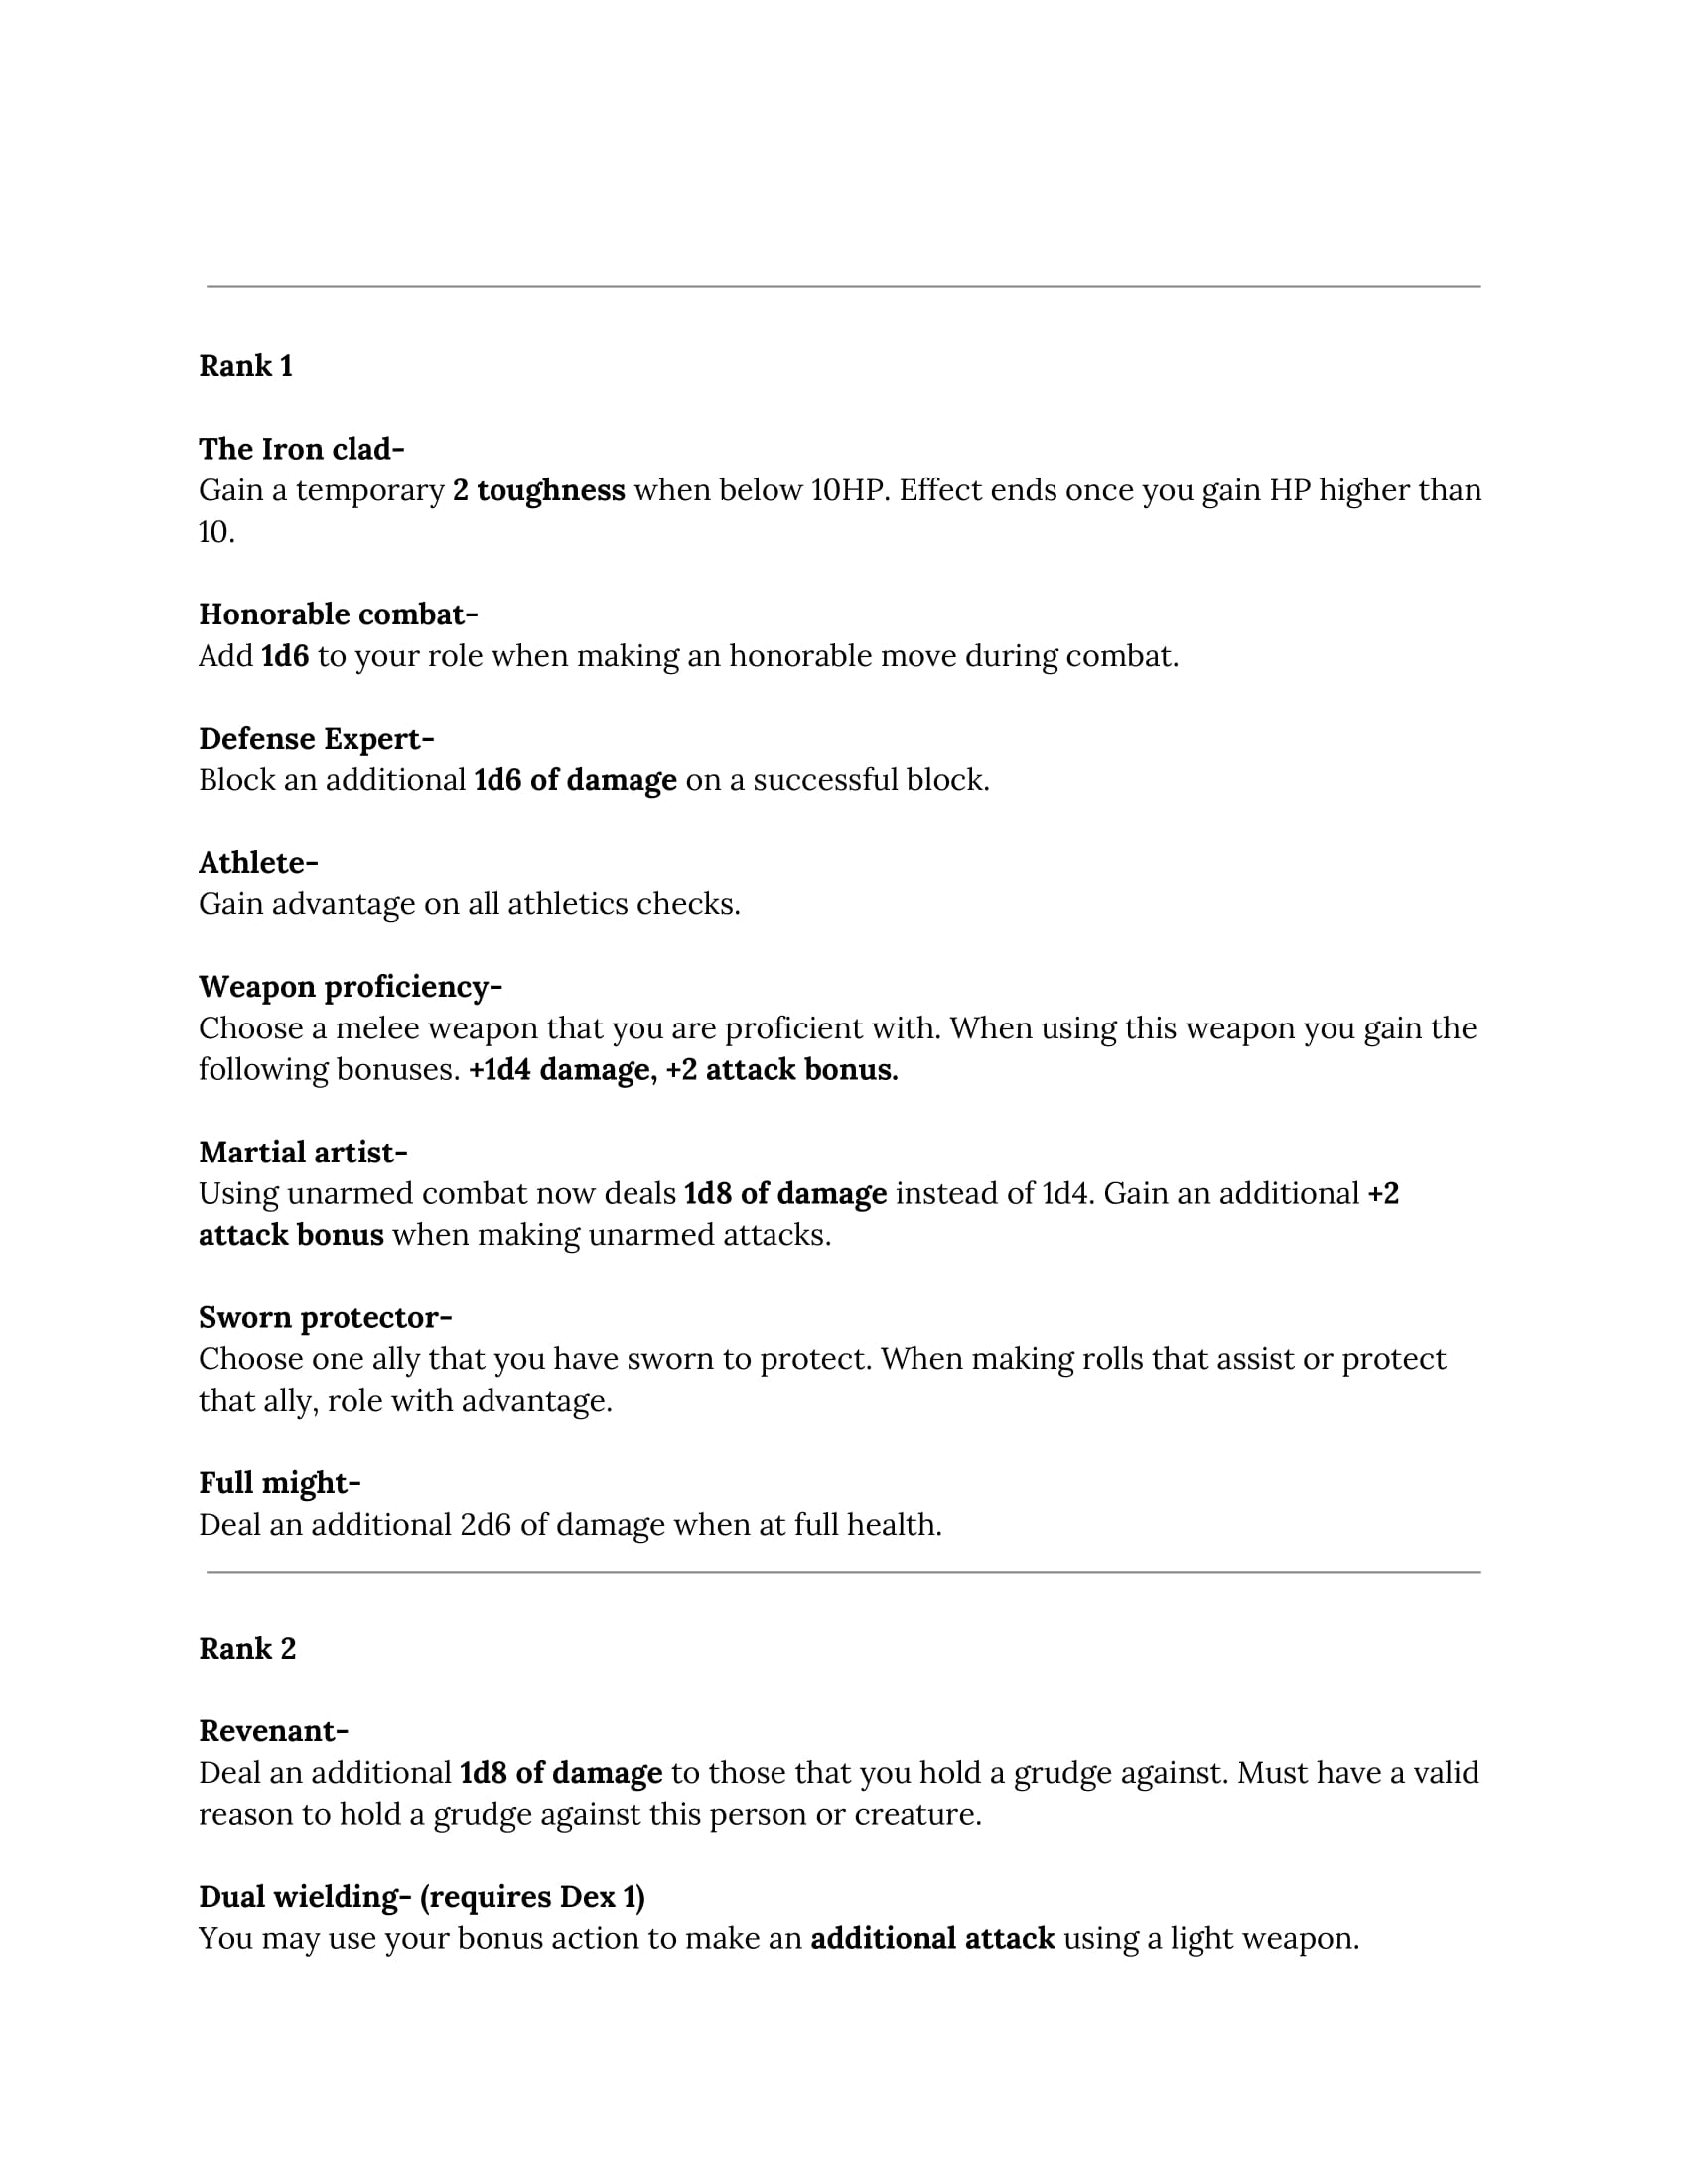 Rank 1
The Iron clad-
Gain a temporary 2 toughness when below 10HP. Effect ends once you gain HP higher than
10.
Honorable combat-
Add 1d6 to your role when making an honorable move during combat.
Defense Expert-
Block an additional 1d6 of damage on a successful block.
Athlete-
Gain advantage on all athletics checks.
Weapon proficiency-
Choose a melee weapon that you are proficient with. When using this weapon you gain the
following bonuses. +1d4 damage, +2 attack bonus.
Martial artist-
Using unarmed combat now deals 1d8 of damage instead of 1d4. Gain an additional +2
attack bonus when making unarmed attacks.
Sworn protector-
Choose one ally that you have sworn to protect. When making rolls that assist or protect
that ally, role with advantage.
Full might-
Deal an additional 2d6 of damage when at full health.
Rank 2
Revenant-
Deal an additional 1d8 of damage to those that you hold a grudge against. Must have a valid
reason to hold a grudge against this person or creature.
Dual wielding- (requires Dex 1)
You may use your bonus action to make an additional attack using a light weapon.